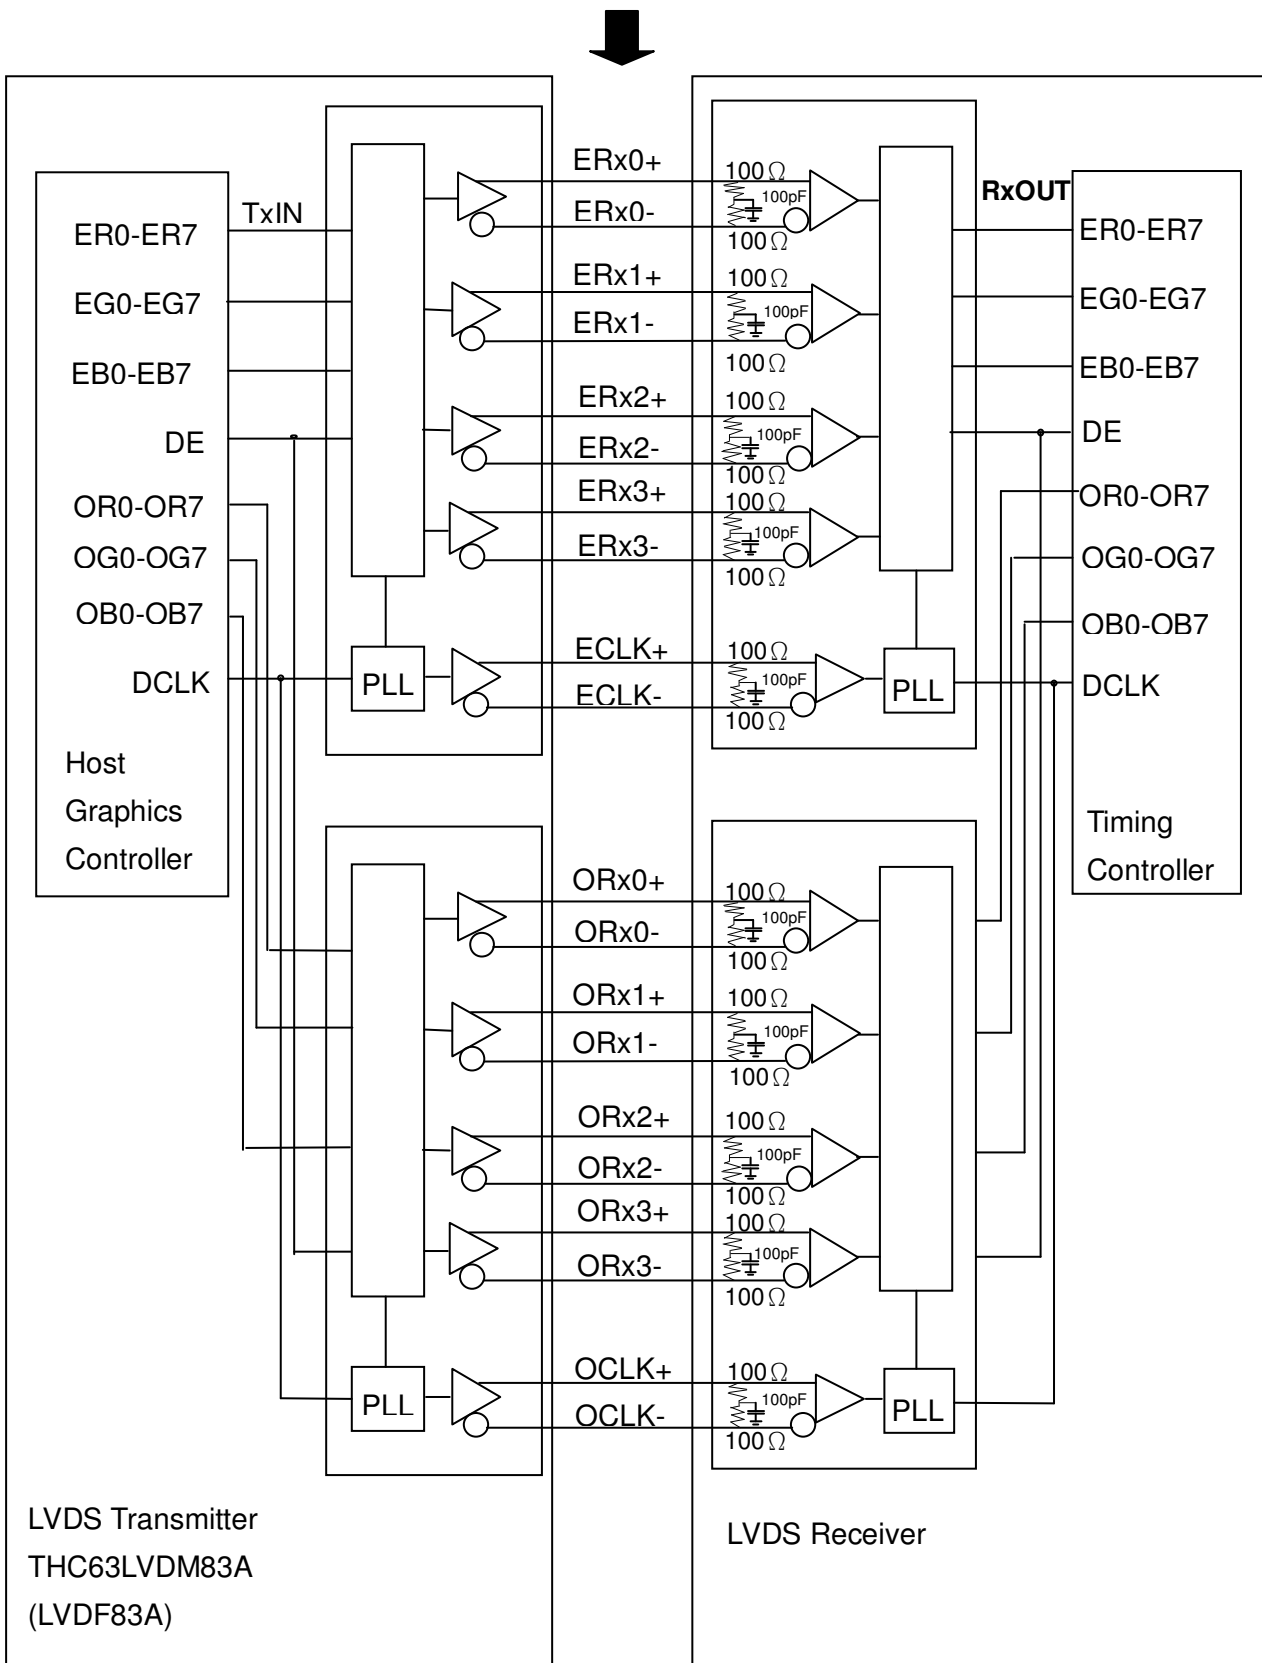 TxIN
ER0-ER7
EG0-EG7
EB0-EB7
DE
OR0-OR7
OG0-OG7
OB0-OB7
DCLK
Host
Graphics
Controller
PLL
ERx0+
ERx0-
ERx1+
ERx1-
ERx2+
ERx2-
ERx3+
ERx3-
ECLK+
ECLK-
100Ω
100pF
100Ω
100Ω
100pF
100Ω
100Ω
100pF
100Ω
100Ω
100pF
100Ω
100Ω
100pF
100Ω
PLL
RxOUT
ER0-ER7
EG0-EG7
EB0-EB7
DE
OR0-OR7
OG0-OG7
OB0-OB7
DCLK
Timing
Controller
PLL
ORx0+
ORx0-
ORx1+
ORx1-
ORx2+
ORx2-
ORx3+
ORx3-
OCLK+
OCLK-
100Ω
100pF
100Ω
100Ω
100pF
100Ω
100Ω
100pF
100Ω
100Ω
100pF
100Ω
100Ω
100pF
100Ω
PLL
LVDS Transmitter
THC63LVDM83A
(LVDF83A)
LVDS Receiver